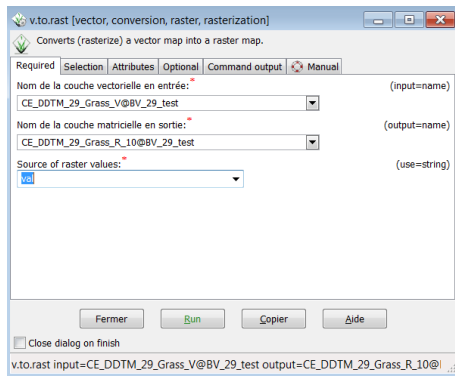 v.to.rast [vector, conversion, raster, rasterization]
Converts (rasterize) a vector map into a raster map.
Required Selection Attributes Optional Command output Manual
Nom de la couche vectorielle en entrée:* (input=name)
CE_DDTM_29_Grass_V@BV_29_test
Nom de la couche matricielle en sortie:* (output=name)
CE_DDTM_29_Grass_R_10@BV_29_test
Source of raster values:* (use=string)
val
Fermer Run Copier Aide
Close dialog on finish
v.to.rast input=CE_DDTM_29_Grass_V@BV_29_test output=CE_DDTM_29_Grass_R_10@